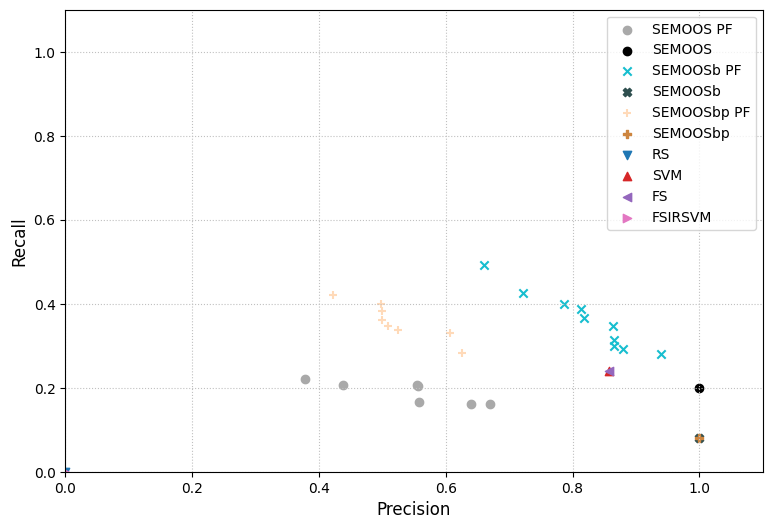 SEMOOS PF
SEMOOS
SEMOOSb PF
SEMOOSb
SEMOOSbp PF
SEMOOSbp
RS
SVM
FS
FSIRSVM
1.0
0.8
0.6
0.4
0.2
0.0
Recall
0.0 0.2 0.4 0.6 0.8 1.0
Precision